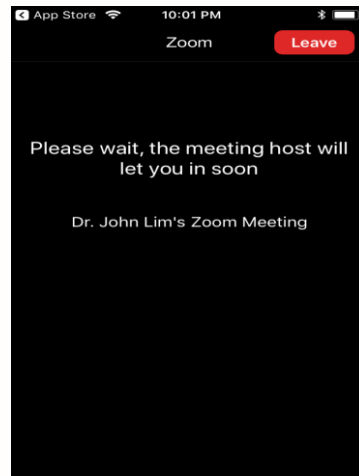 App Store 10:01 PM
Zoom Leave
Please wait, the meeting host will
let you in soon
Dr. John Lim's Zoom Meeting